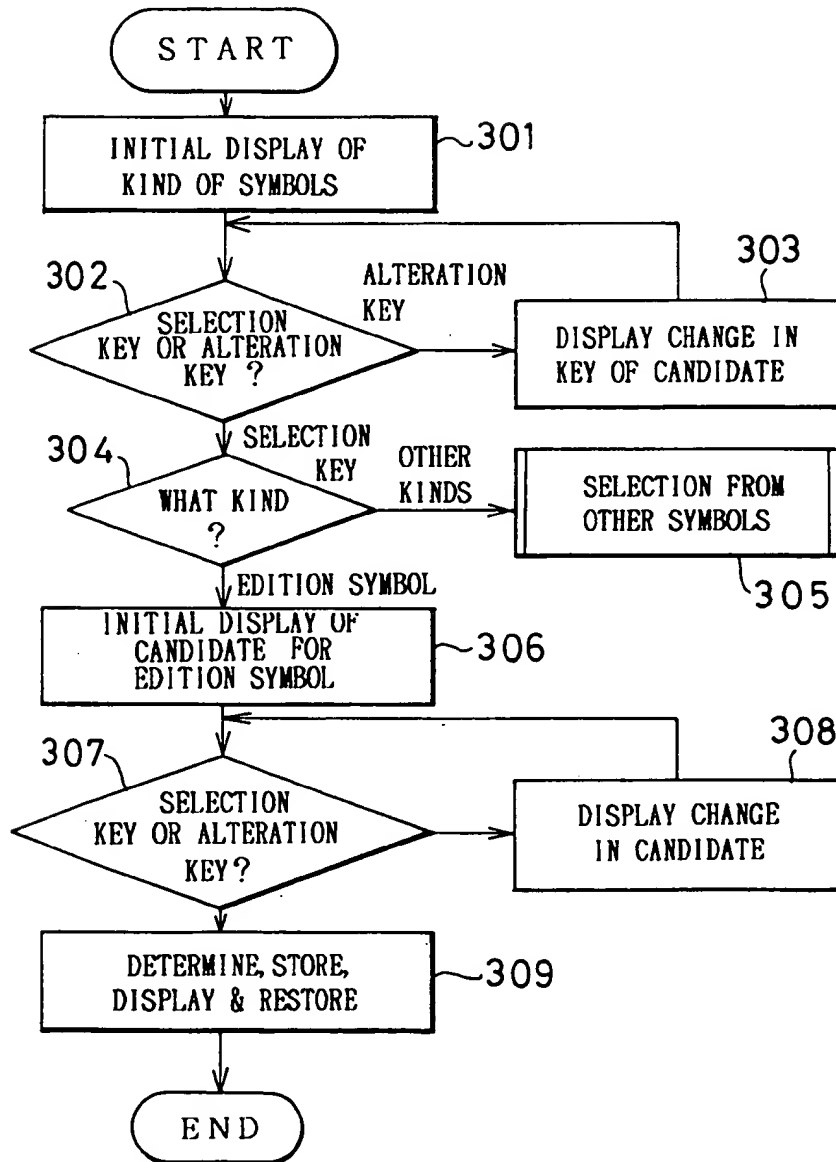 START
INITIAL DISPLAY OF
KIND OF SYMBOLS
301
302
SELECTION
KEY OR ALTERATION
KEY ?
ALTERATION
KEY
303
DISPLAY CHANGE IN
KEY OF CANDIDATE
SELECTION
KEY
304
WHAT KIND
?
OTHER
KINDS
SELECTION FROM
OTHER SYMBOLS
305
EDITION SYMBOL
INITIAL DISPLAY OF
CANDIDATE FOR
EDITION SYMBOL
306
307
SELECTION
KEY OR ALTERATION
KEY?
308
DISPLAY CHANGE
IN CANDIDATE
DETERMINE, STORE,
DISPLAY & RESTORE
309
END